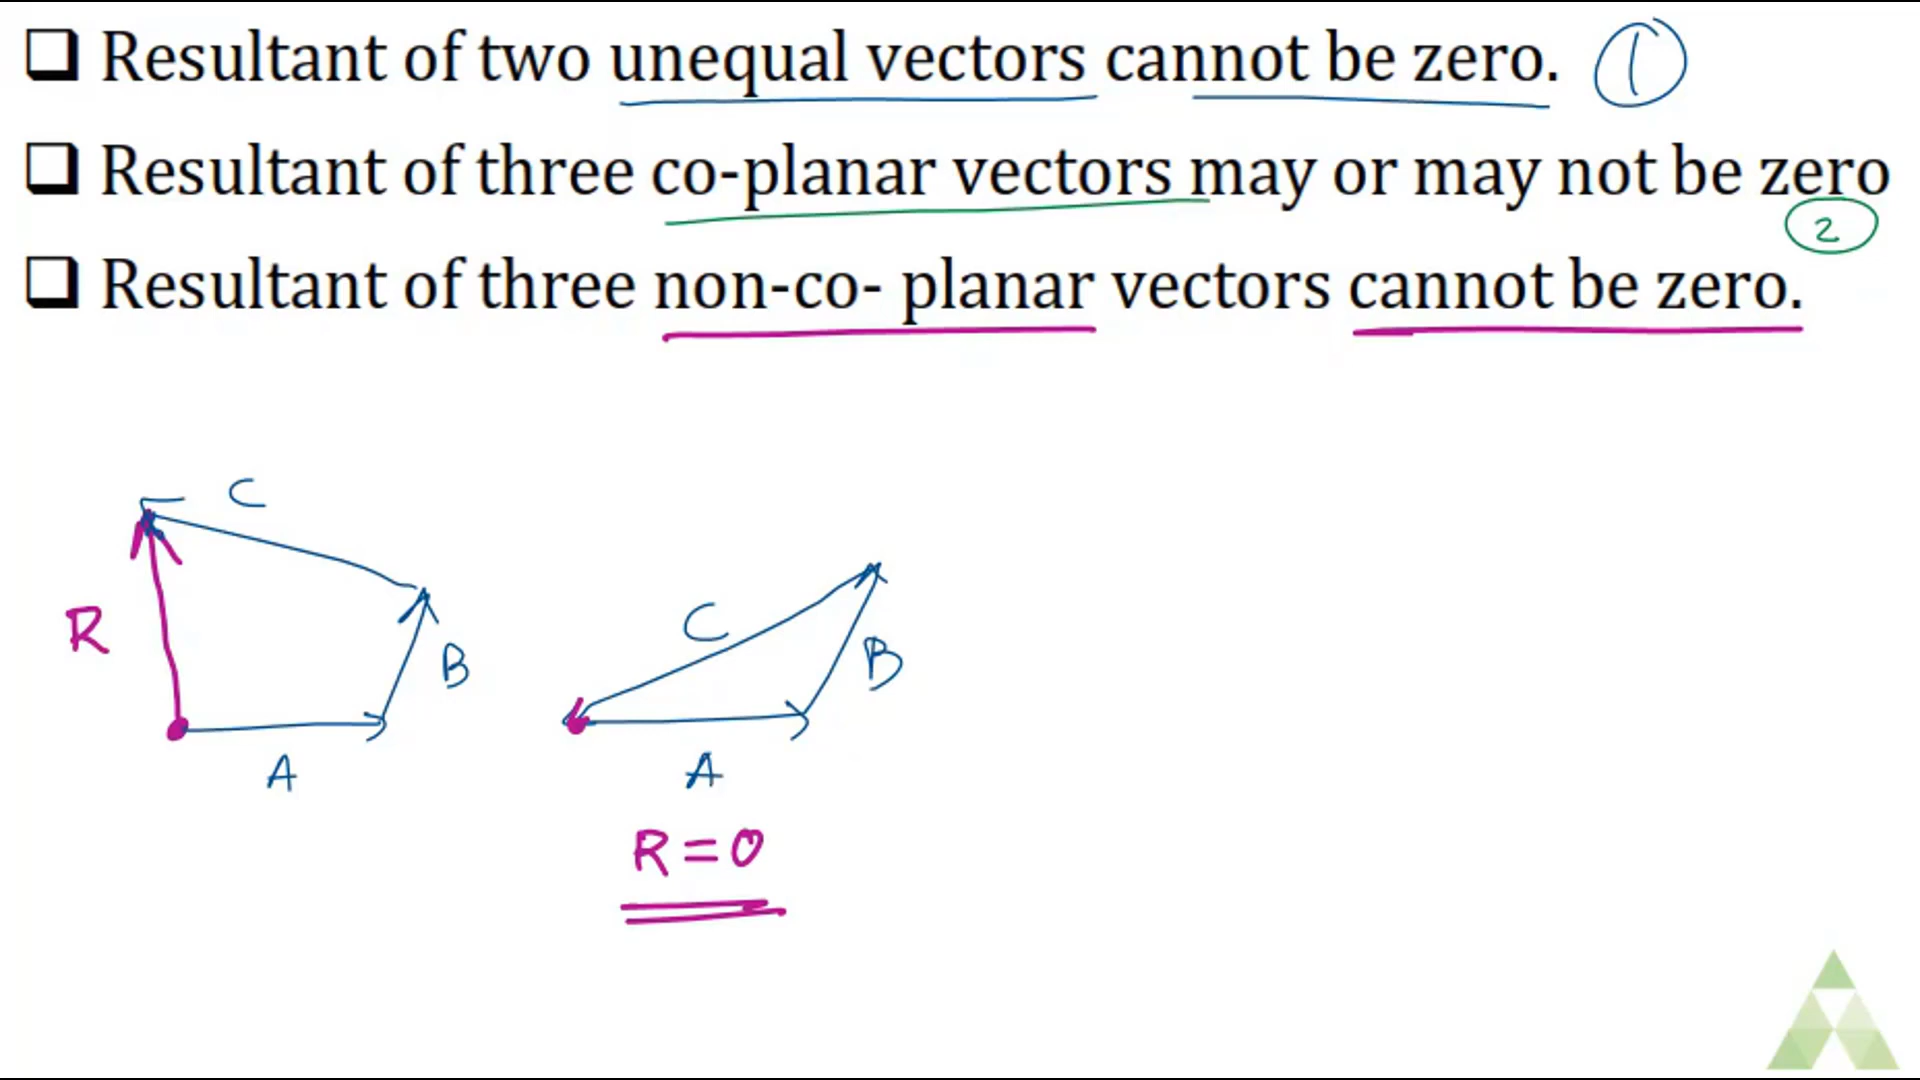 Resultant of two unequal vectors cannot be zero. 1
Resultant of three co-planar vectors may or may not be zero
2
Resultant of three non-co- planar vectors cannot be zero.
C
C
R
B
B
A
A
R=0